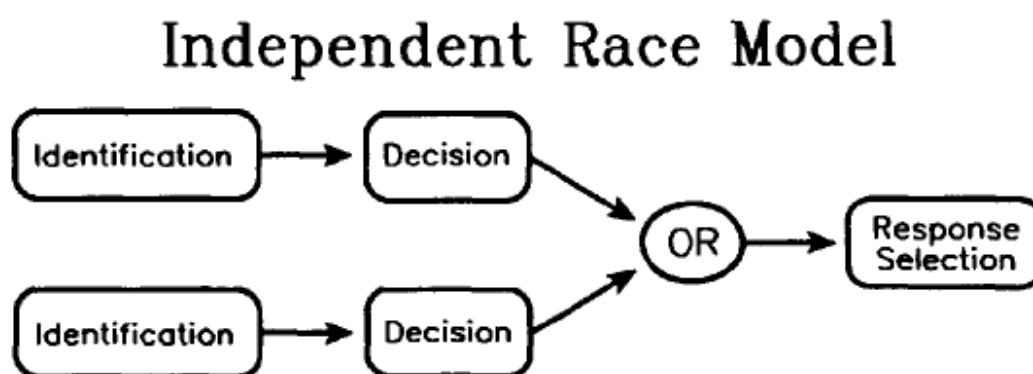 Independent Race Model
Identification
Decision
OR
Response
Selection
Identification
Decision